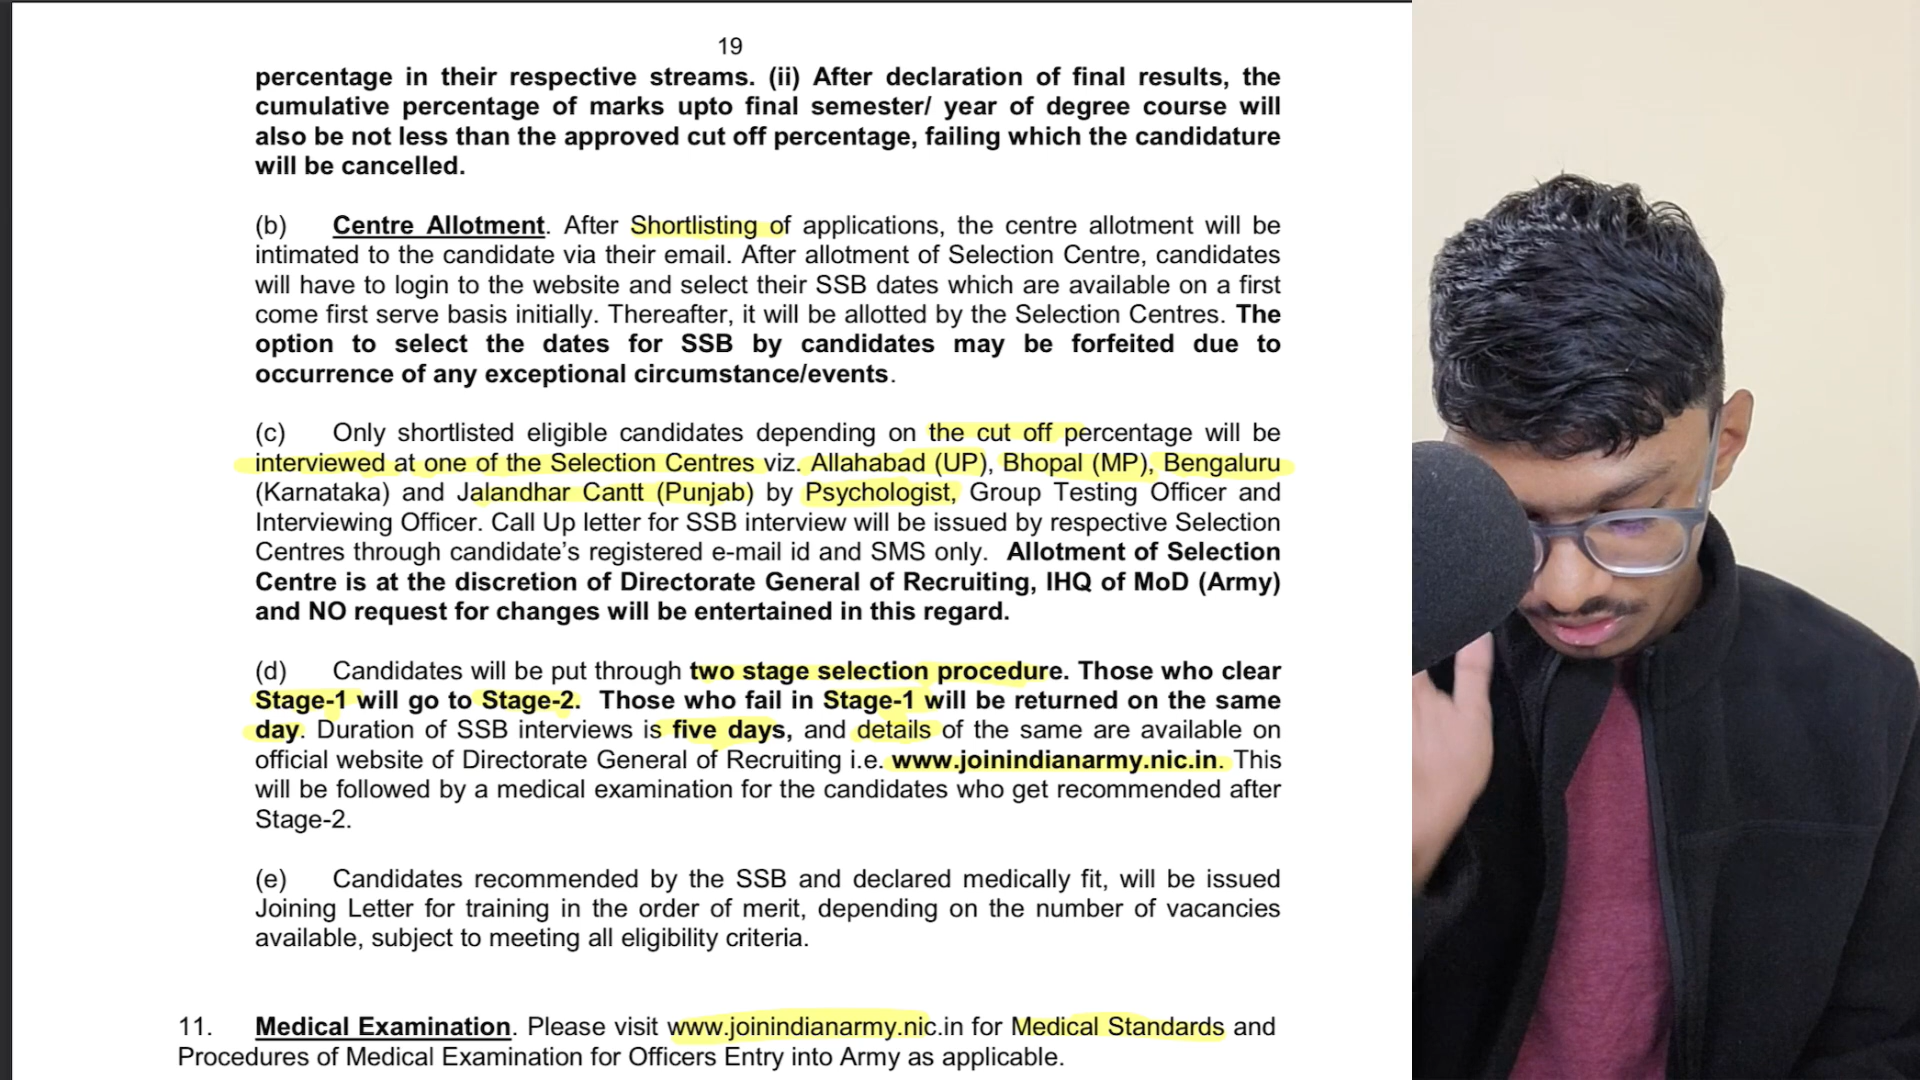 19
percentage in their respective streams. (ii) After declaration of final results, the
cumulative percentage of marks upto final semester/ year of degree course will
also be not less than the approved cut off percentage, failing which the candidature
will be cancelled.
(b) Centre Allotment. After Shortlisting of applications, the centre allotment will be
intimated to the candidate via their email. After allotment of Selection Centre, candidates
will have to login to the website and select their SSB dates which are available on a first
come first serve basis initially. Thereafter, it will be allotted by the Selection Centres. The
option to select the dates for SSB by candidates may be forfeited due to
occurrence of any exceptional circumstance/events.
(c) Only shortlisted eligible candidates depending on the cut off percentage will be
interviewed at one of the Selection Centres viz. Allahabad (UP), Bhopal (MP), Bengaluru
(Karnataka) and Jalandhar Cantt (Punjab) by Psychologist, Group Testing Officer and
Interviewing Officer. Call Up letter for SSB interview will be issued by respective Selection
Centres through candidate's registered e-mail id and SMS only. Allotment of Selection
Centre is at the discretion of Directorate General of Recruiting, IHQ of MoD (Army)
and NO request for changes will be entertained in this regard.
(d) Candidates will be put through two stage selection procedure. Those who clear
Stage-1 will go to Stage-2. Those who fail in Stage-1 will be returned on the same
day. Duration of SSB interviews is five days, and details of the same are available on
official website of Directorate General of Recruiting i.e. www.joinindianarmy.nic.in. This
will be followed by a medical examination for the candidates who get recommended after
Stage-2.
(e) Candidates recommended by the SSB and declared medically fit, will be issued
Joining Letter for training in the order of merit, depending on the number of vacancies
available, subject to meeting all eligibility criteria.
11. Medical Examination. Please visit www.joinindianarmy.nic.in for Medical Standards and
Procedures of Medical Examination for Officers Entry into Army as applicable.